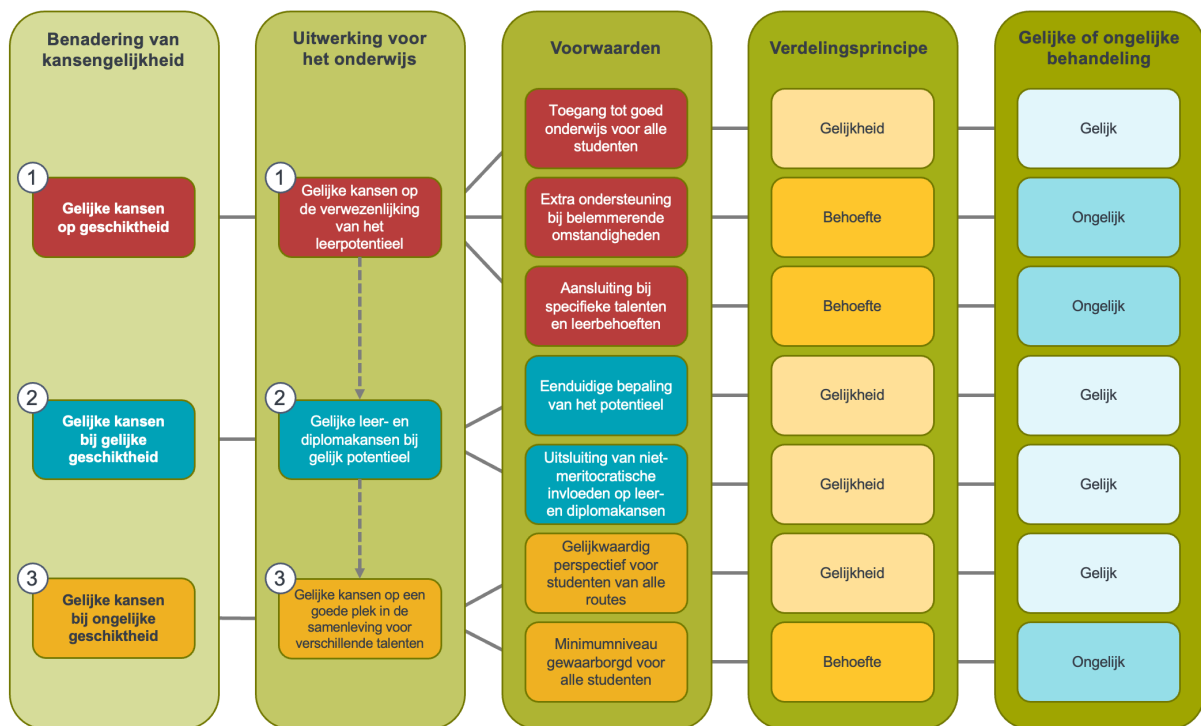 Benadering van
kansengelijkheid
Uitwerking voor
het onderwijs
Voorwaarden
Verdelingsprincipe
Gelijke of ongelijke
behandeling
1
Gelijke kansen
op geschiktheid
1
Gelijke kansen op
de verwezenlijking
van het
leerpotentieel
Toegang tot goed
onderwijs voor alle
studenten
Gelijkheid
Gelijk
Extra ondersteuning
bij belemmerende
omstandigheden
Behoefte
Ongelijk
Aansluiting bij
specifieke talenten
en leerbehoeften
Behoefte
Ongelijk
2
Gelijke kansen
bij gelijke
geschiktheid
2
Gelijke leer- en
diplomakansen bij
gelijk potentieel
Eenduidige bepaling
van het potentieel
Gelijkheid
Gelijk
Uitsluiting van niet-
meritocratische
invloeden op leer-
en diplomakansen
Gelijkheid
Gelijk
3
Gelijke kansen
bij ongelijke
geschiktheid
3
Gelijke kansen op een
goede plek in de
samenleving voor
verschillende talenten
Gelijkwaardig
perspectief voor
studenten van alle
routes
Gelijkheid
Gelijk
Minimumniveau
gewaarborgd voor
alle studenten
Behoefte
Ongelijk